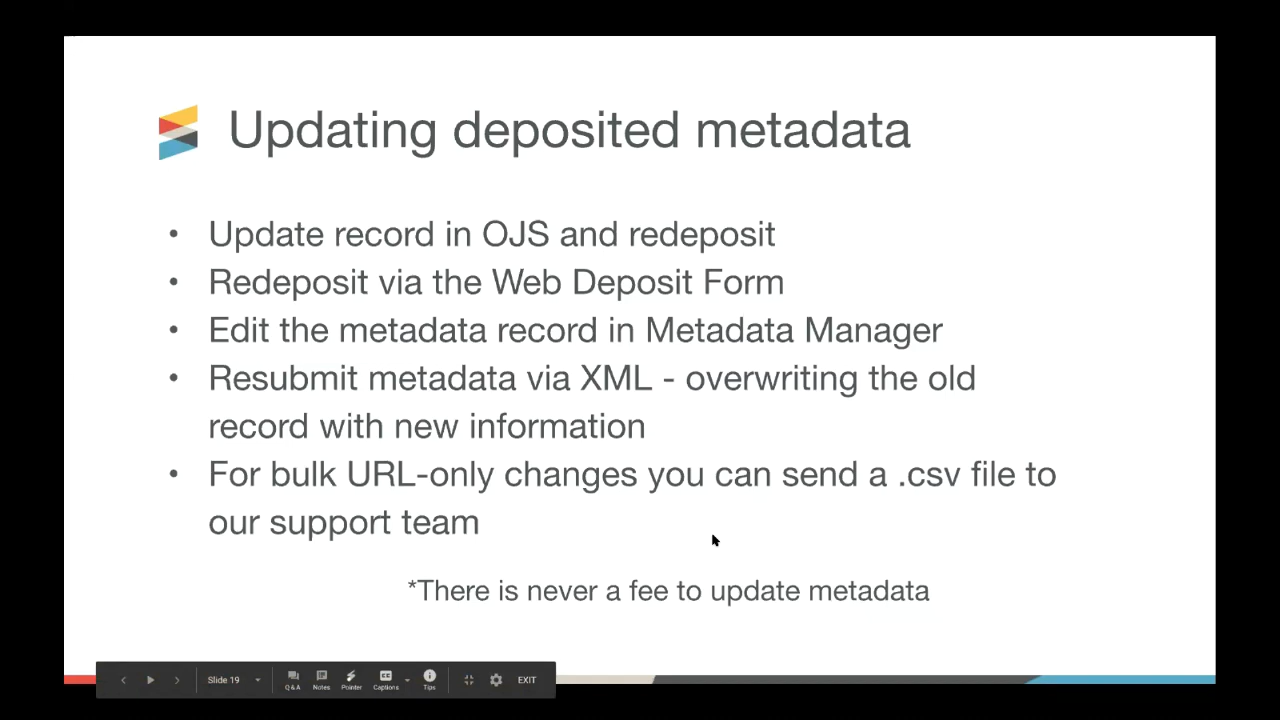 Updating deposited metadata
• Update record in OJS and redeposit
• Redeposit via the Web Deposit Form
• Edit the metadata record in Metadata Manager
• Resubmit metadata via XML - overwriting the old
record with new information
• For bulk URL-only changes you can send a .csv file to
our support team
*There is never a fee to update metadata
Slide 19 Q&A Notes Pointer CC Captions Tips EXIT